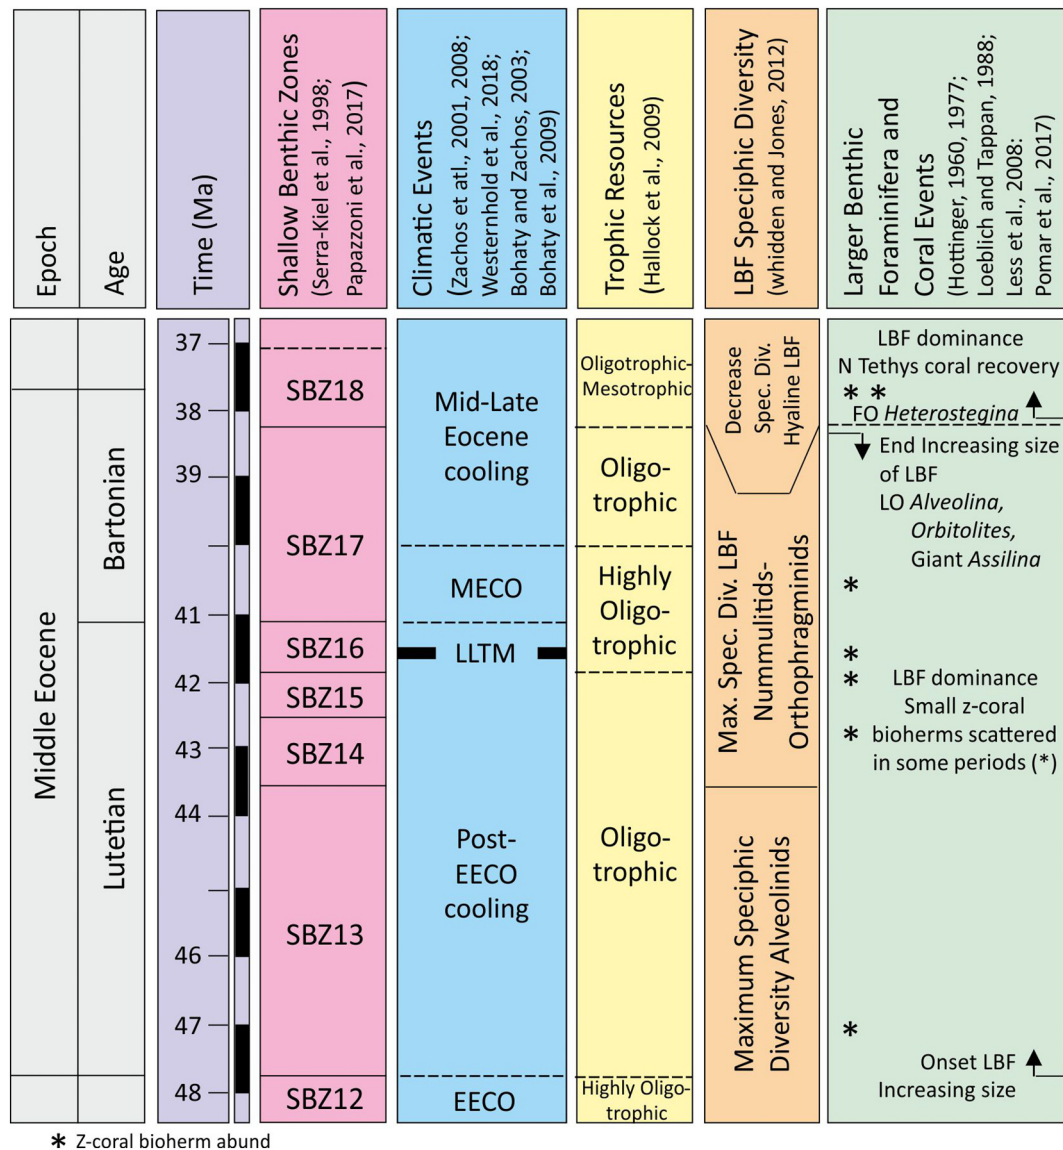 Epoch
Age
Time (Ma)
Shallow Benthic Zones
(Serra-Kiel et al., 1998;
Papazzoni et al., 2017)
Climatic Events
(Zachos et atl., 2001, 2008;
Westernhold et al., 2018;
Bohaty and Zachos, 2003;
Bohaty et al., 2009)
Trophic Resources
(Hallock et al., 2009)
LBF Speciphic Diversity
(whidden and Jones, 2012)
Larger Benthic
Foraminifera and
Coral Events
(Hottinger, 1960, 1977;
Loeblich and Tappan, 1988;
Less et al., 2008:
Pomar et al., 2017)
Middle Eocene
Bartonian
Lutetian
37
38
39
41
42
43
44
46
47
48
SBZ18
SBZ17
SBZ16
SBZ15
SBZ14
SBZ13
SBZ12
Mid-Late
Eocene
cooling
MECO
LLTM
Post-
EECO
cooling
EECO
Oligotrophic-
Mesotrophic
Oligo-
trophic
Highly
Oligo-
trophic
Oligo-
trophic
Highly Oligo-
trophic
Decrease
Spec. Div.
Hyaline LBF
Max. Spec. Div. LBF
Nummulitids-
Orthophragminids
Maximum Speciphic
Diversity Alveolinids
LBF dominance
N Tethys coral recovery
* *
FO Heterostegina
End Increasing size
of LBF
LO Alveolina,
Orbitolites,
Giant Assilina
*
*
* LBF dominance
Small z-coral
* bioherms scattered
in some periods (*)
*
Onset LBF
Increasing size
* Z-coral bioherm abund